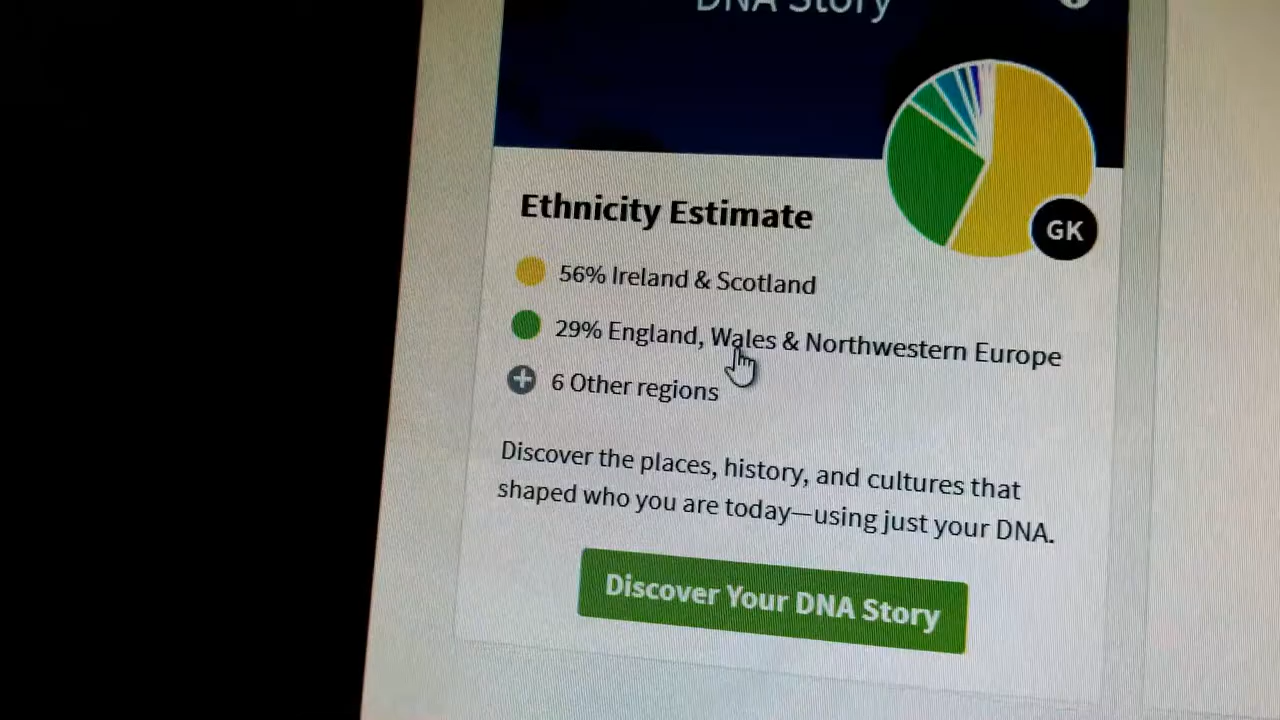 DNA Story
Ethnicity Estimate
GK
56% Ireland & Scotland
29% England, Wales & Northwestern Europe
6 Other regions
Discover the places, history, and cultures that
shaped who you are today—using just your DNA.
Discover Your DNA Story